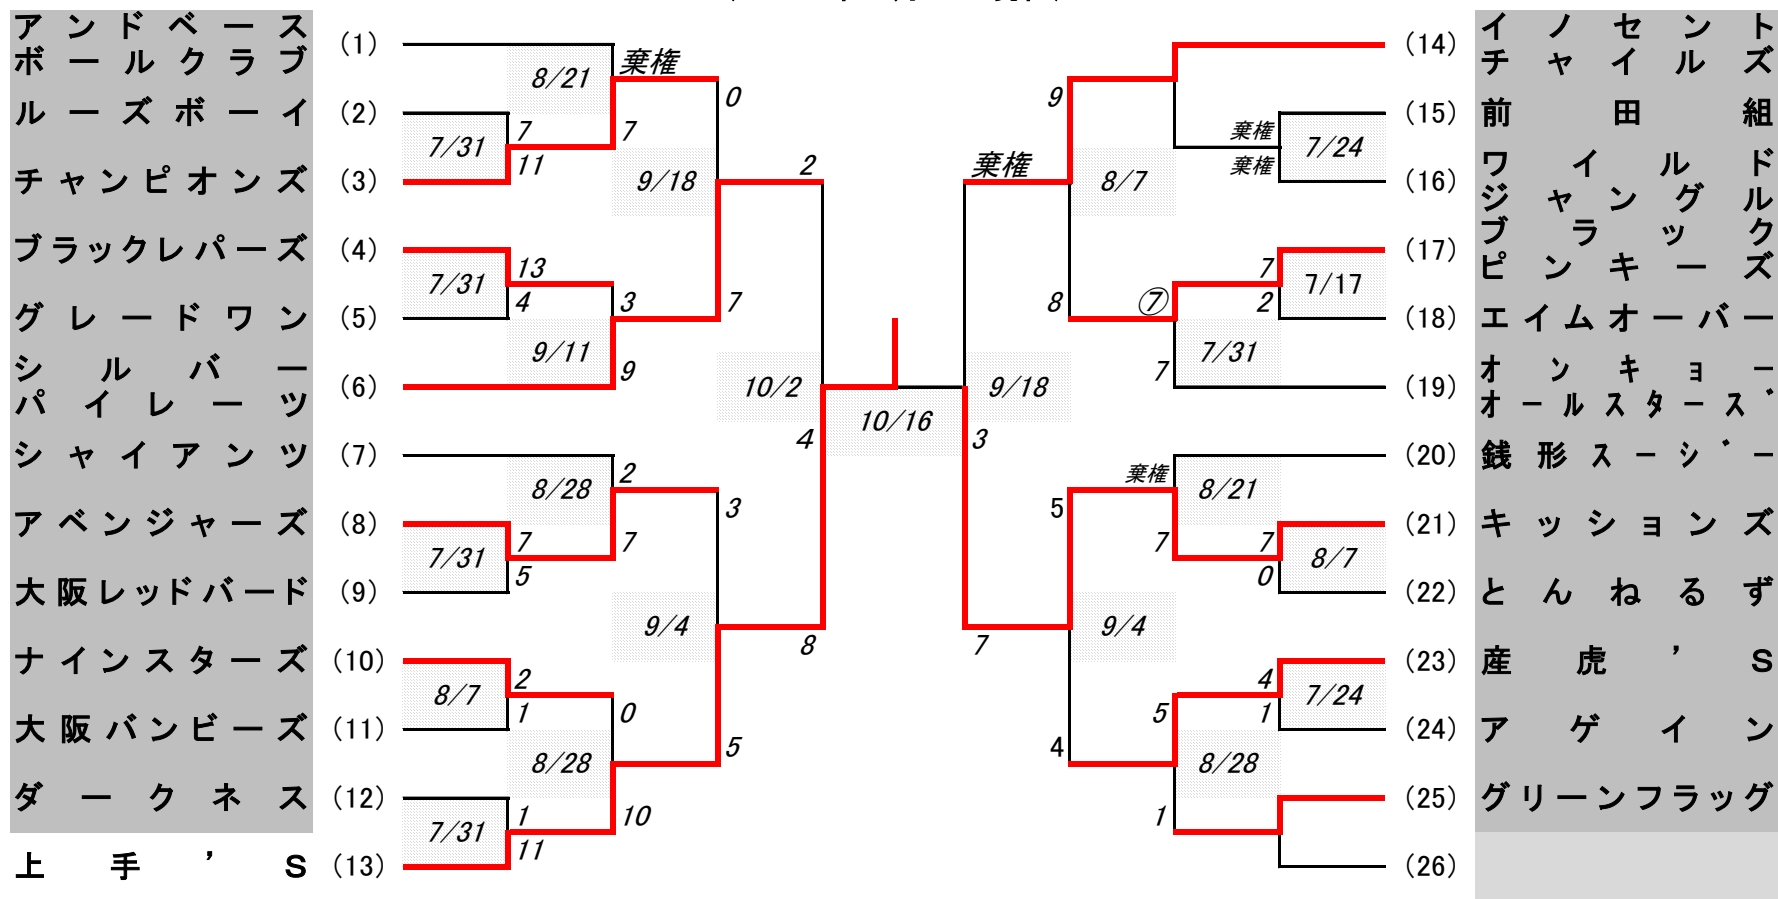 アンドベース
ボールクラブ
(1)
ルーズボーイ
(2)
チャンピオンズ
(3)
ブラックレパーズ
(4)
グレードワン
(5)
シルバー
パイレーツ
(6)
シャイアンツ
(7)
アベンジャーズ
(8)
大阪レッドバード
(9)
ナインスターズ
(10)
大阪バンビーズ
(11)
ダークネス
(12)
上手’S
(13)
8/21
棄権
7/31
7
11
7
0
9/18
2
7/31
13
4
3
7
9/11
9
10/2
4
8/28
2
3
7/31
7
5
7
9/4
8
8/7
2
1
0
5
8/28
7/31
1
11
10
10/16
棄権
9
8/7
棄権
棄権
7/24
8
⑦
7
2
7/17
7/31
7
9/18
3
5
棄権
8/21
7
7
0
8/7
7
9/4
4
5
4
1
7/24
8/28
1
(14)
イノセント
チャイルズ
(15)
前田組
(16)
ワイルド
ジャングル
(17)
ブラック
ピンキーズ
(18)
エイムオーバー
(19)
オンキョー
オールスターズ
(20)
銭形スージー
(21)
キッションズ
(22)
とんねるず
(23)
産虎’S
(24)
アゲイン
(25)
グリーンフラッグ
(26)